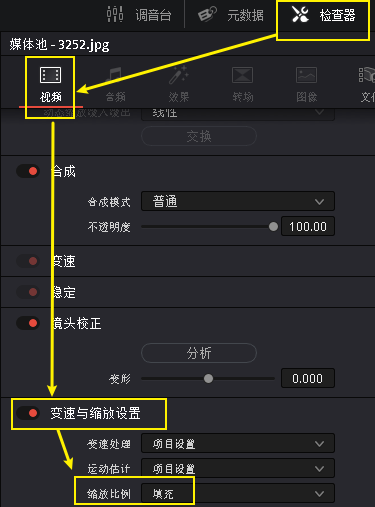 调音台 元数据 检查器
媒体池 - 3252.jpg
视频 音频 效果 转场 图像 文
线性
交换
合成
合成模式 普通
不透明度 100.00
变速
稳定
镜头校正
分析
变形 0.000
变速与缩放设置
变速处理 项目设置
运动估计 项目设置
缩放比例 填充